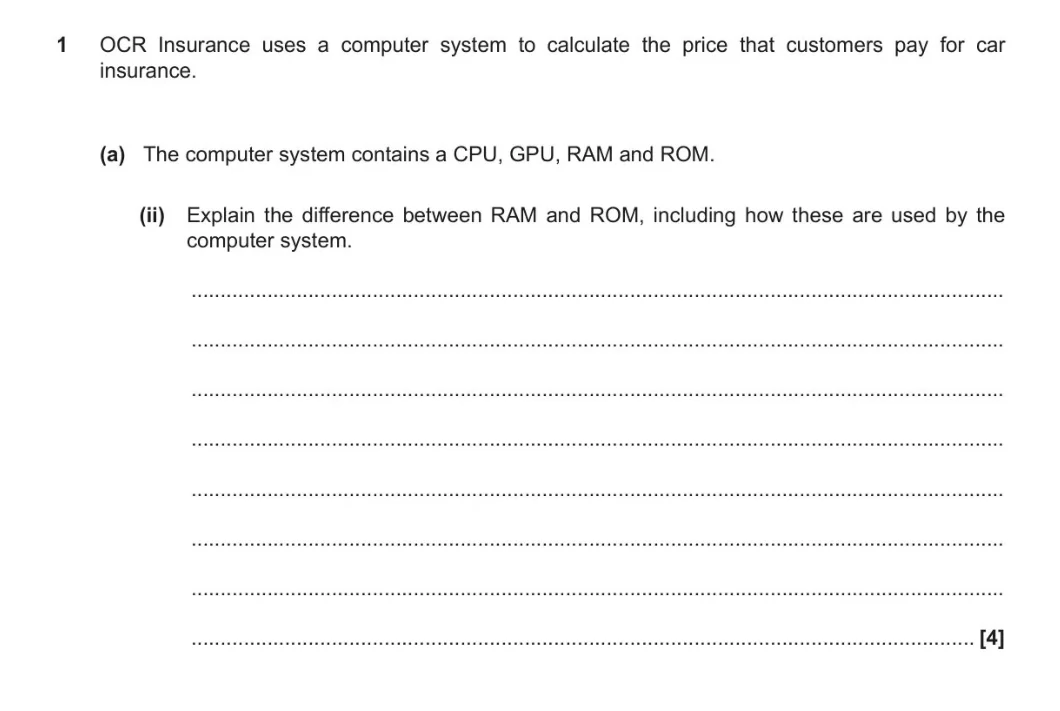 1 OCR Insurance uses a computer system to calculate the price that customers pay for car
insurance.
(a) The computer system contains a CPU, GPU, RAM and ROM.
(ii) Explain the difference between RAM and ROM, including how these are used by the
computer system.
[4]